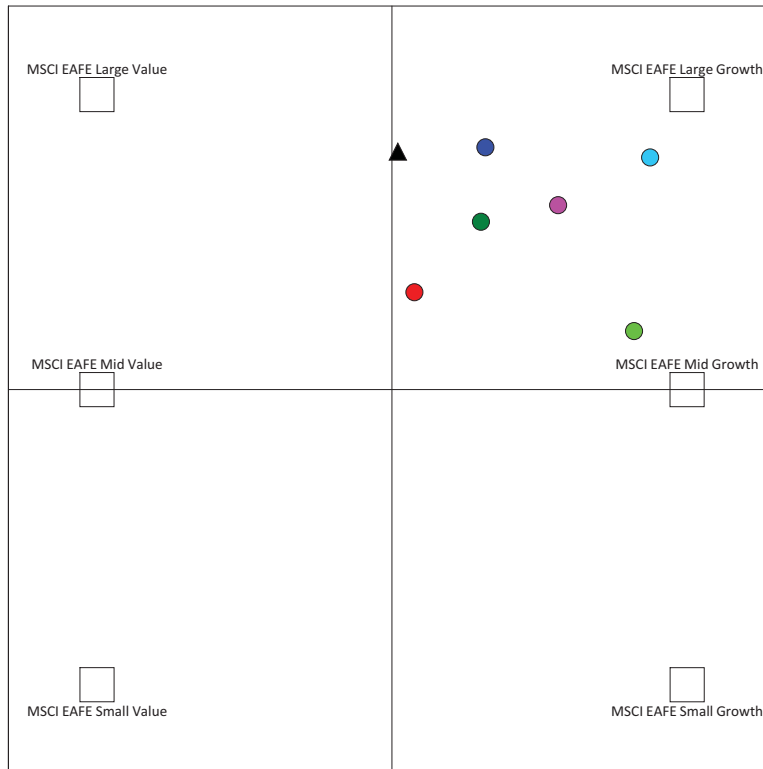 MSCI EAFE Large Value
MSCI EAFE Large Growth
MSCI EAFE Mid Value
MSCI EAFE Mid Growth
MSCI EAFE Small Value
MSCI EAFE Small Growth